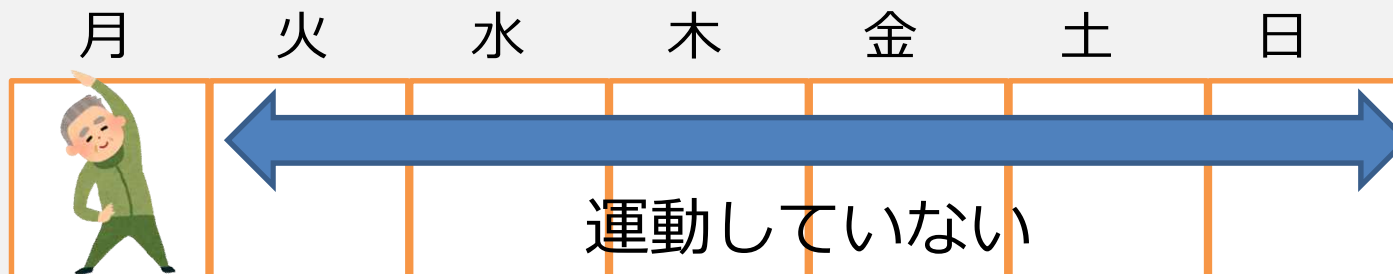 月 火 水 木 金 土 日
運動していない